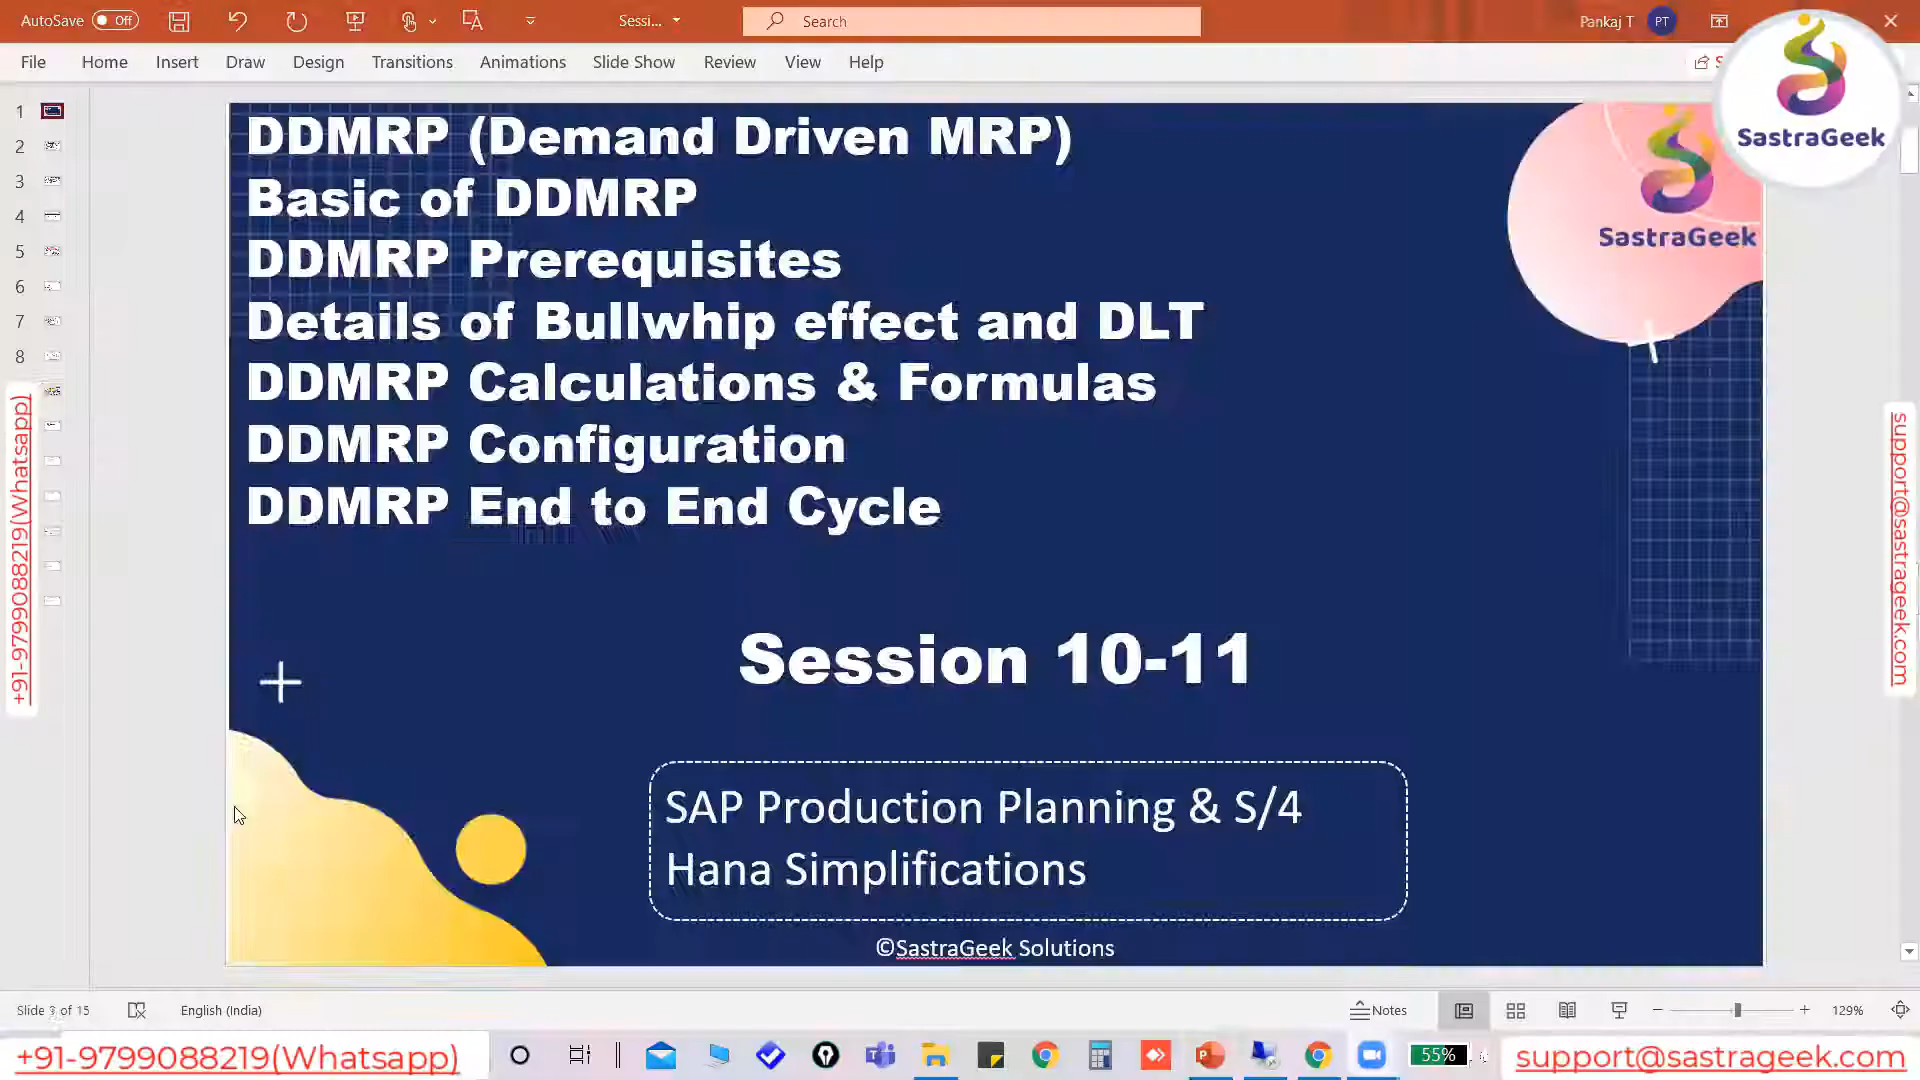 AutoSave
Off
Sessi...
Search
Pankaj T
PT
File
Home
Insert
Draw
Design
Transitions
Animations
Slide Show
Review
View
Help
SastraGeek
1
2
3
4
5
6
7
8
DDMRP (Demand Driven MRP)
Basic of DDMRP
DDMRP Prerequisites
Details of Bullwhip effect and DLT
DDMRP Calculations & Formulas
DDMRP Configuration
DDMRP End to End Cycle
SastraGeek
Session 10-11
SAP Production Planning & S/4
Hana Simplifications
©SastraGeek Solutions
+91-9799088219(Whatsapp)
support@sastrageek.com
English (India)
Notes
129%
+91-9799088219(Whatsapp)
55%
support@sastrageek.com